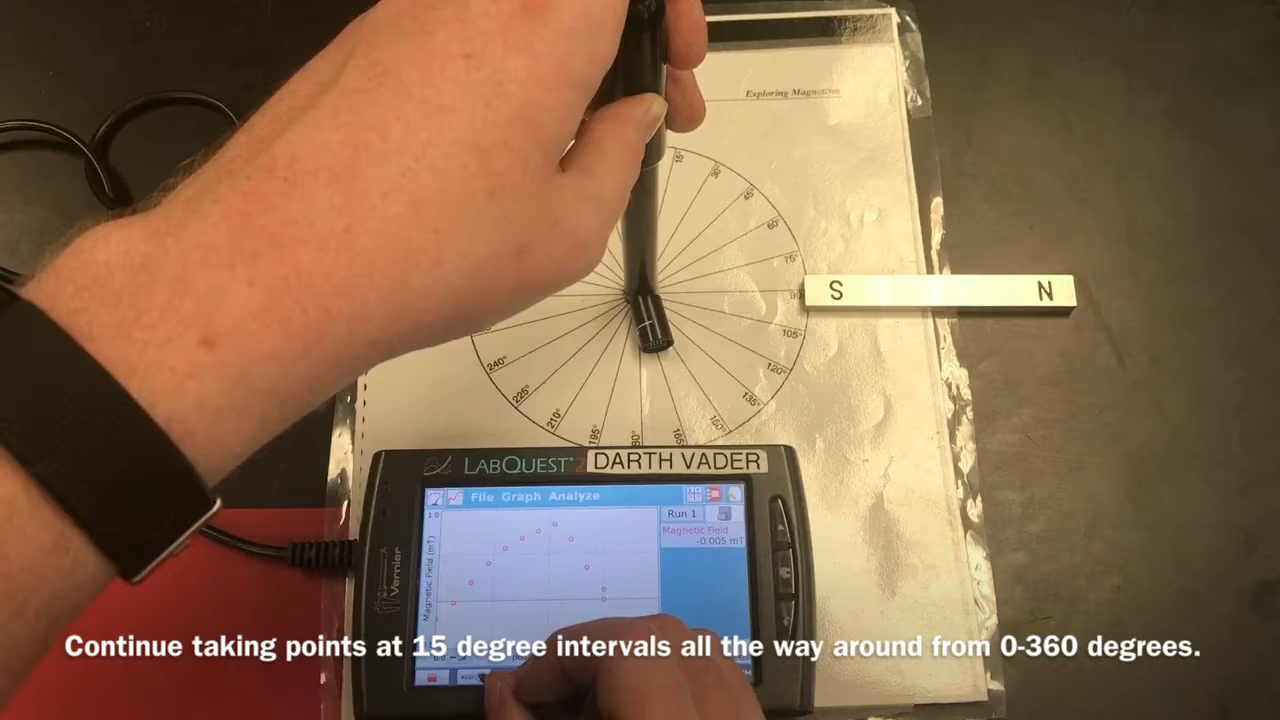 Exploring Magnetism
15°
30°
45°
60°
75°
90
S N
105°
240°
120°
225°
135°
210°
150°
195°
165
LABQUEST 2 DARTH VADER
File Graph Analyze
1.0
Run 1
Magnetic Field
-0.005 mT
Magnetic Field (mT)
Vernier
Continue taking points at 15 degree intervals all the way around from 0-360 degrees.